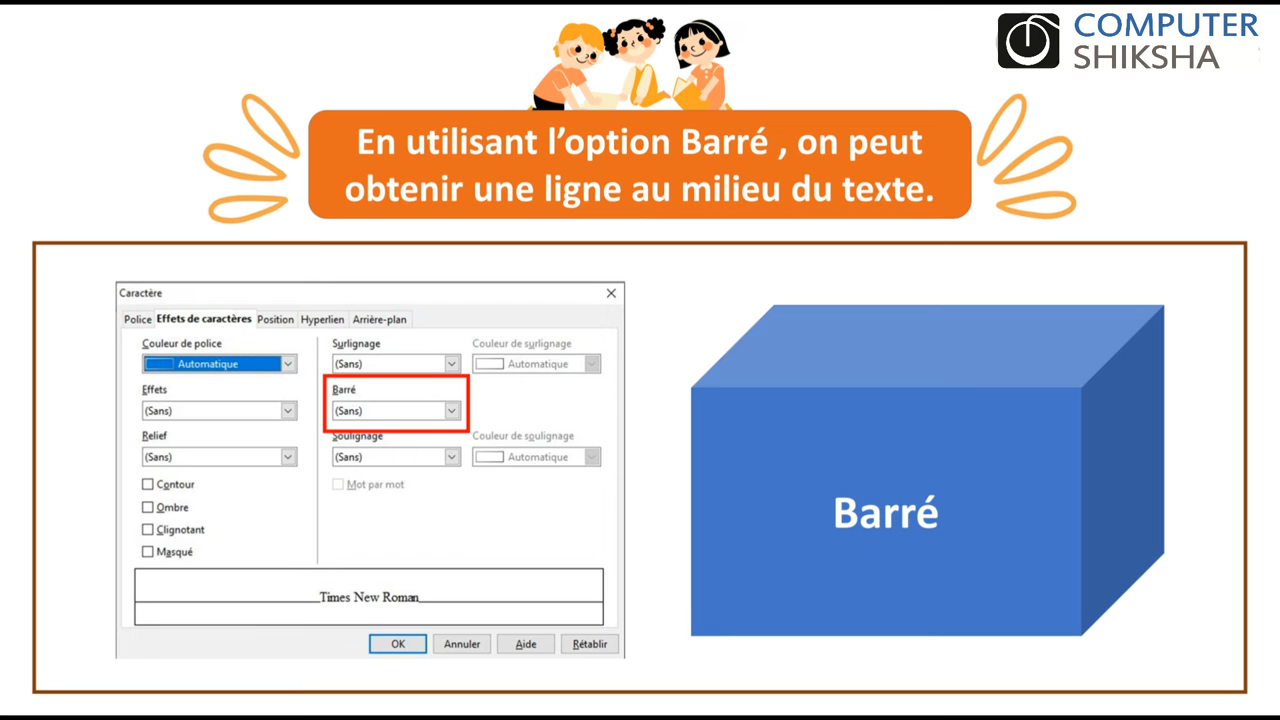 COMPUTER
SHIKSHA
En utilisant l’option Barré , on peut
obtenir une ligne au milieu du texte.
Caractère
Police Effets de caractères Position Hyperlien Arrière-plan
Couleur de police Surlignage Couleur de surlignage
Automatique (Sans) Automatique
Effets Barré
(Sans) (Sans)
Relief Soulignage Couleur de soulignage
(Sans) (Sans) Automatique
Contour Mot par mot
Ombre
Clignotant
Masqué
Times New Roman
OK Annuler Aide Rétablir
Barré